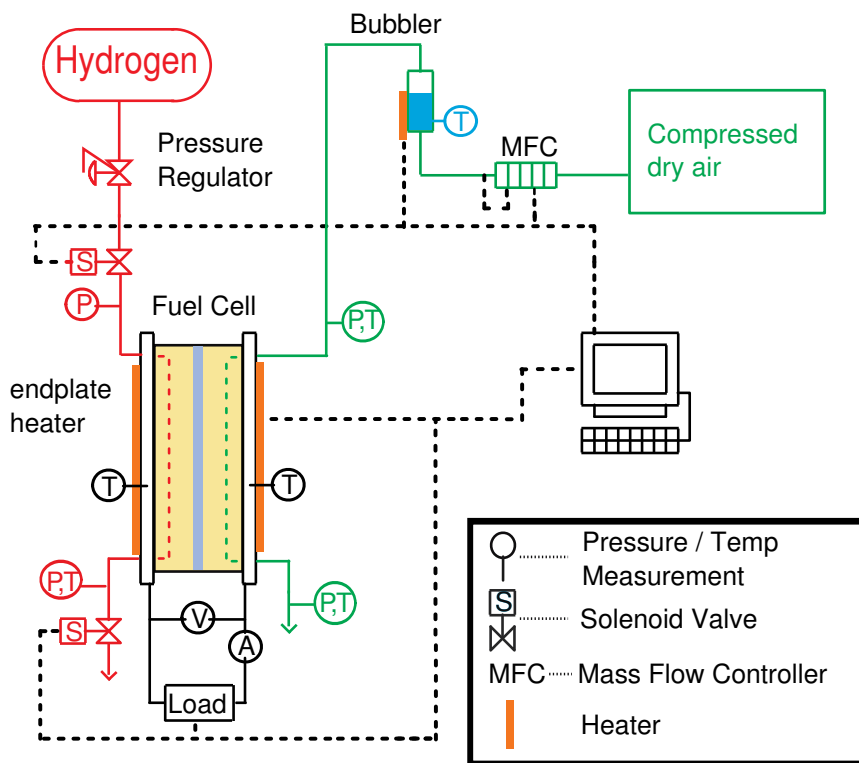 Bubbler
Hydrogen
T
Compressed
dry air
MFC
Pressure
Regulator
S
P
Fuel Cell
P,T
endplate
heater
T
T
P,T
P,T
S
V
A
Load
Pressure / Temp
Measurement
S
Solenoid Valve
MFC
Mass Flow Controller
Heater